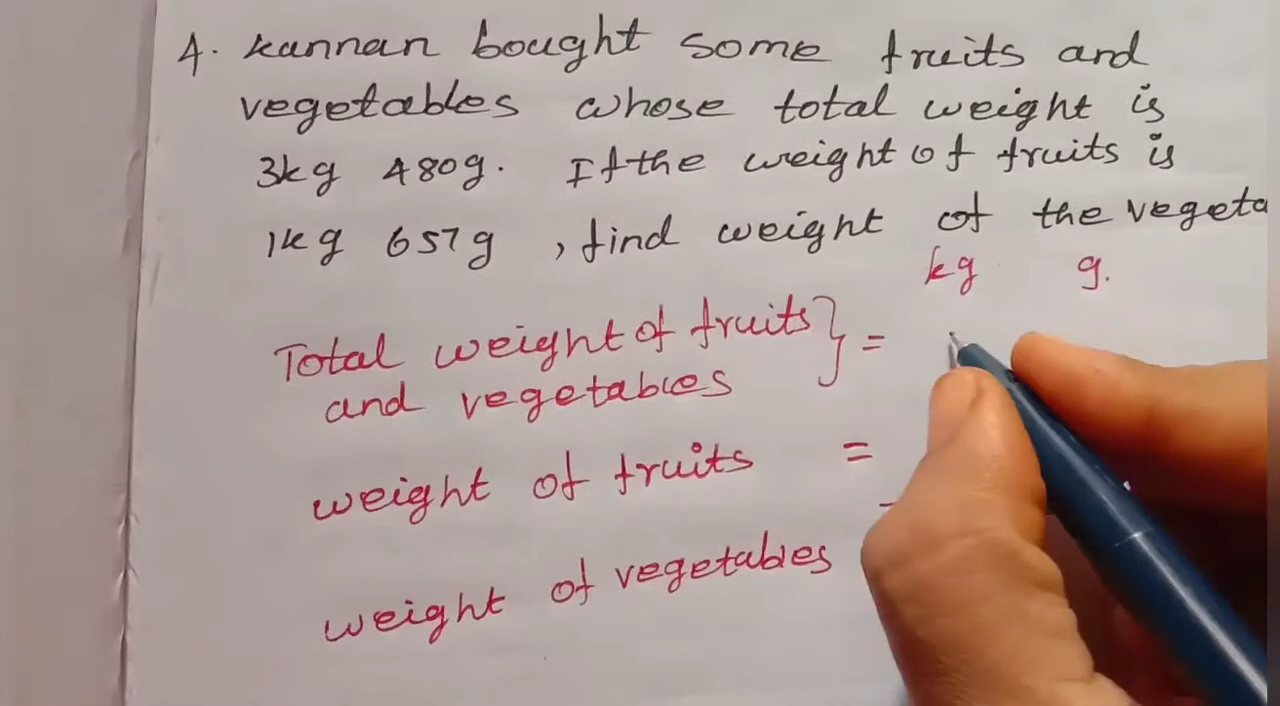 4. kannan bought some fruits and
vegetables whose total weight is
3kg 480g. If the weight of fruits is
1kg 657g , find weight of the vegeta
kg g.
Total weight of fruits } =
and vegetables
weight of fruits =
weight of vegetables